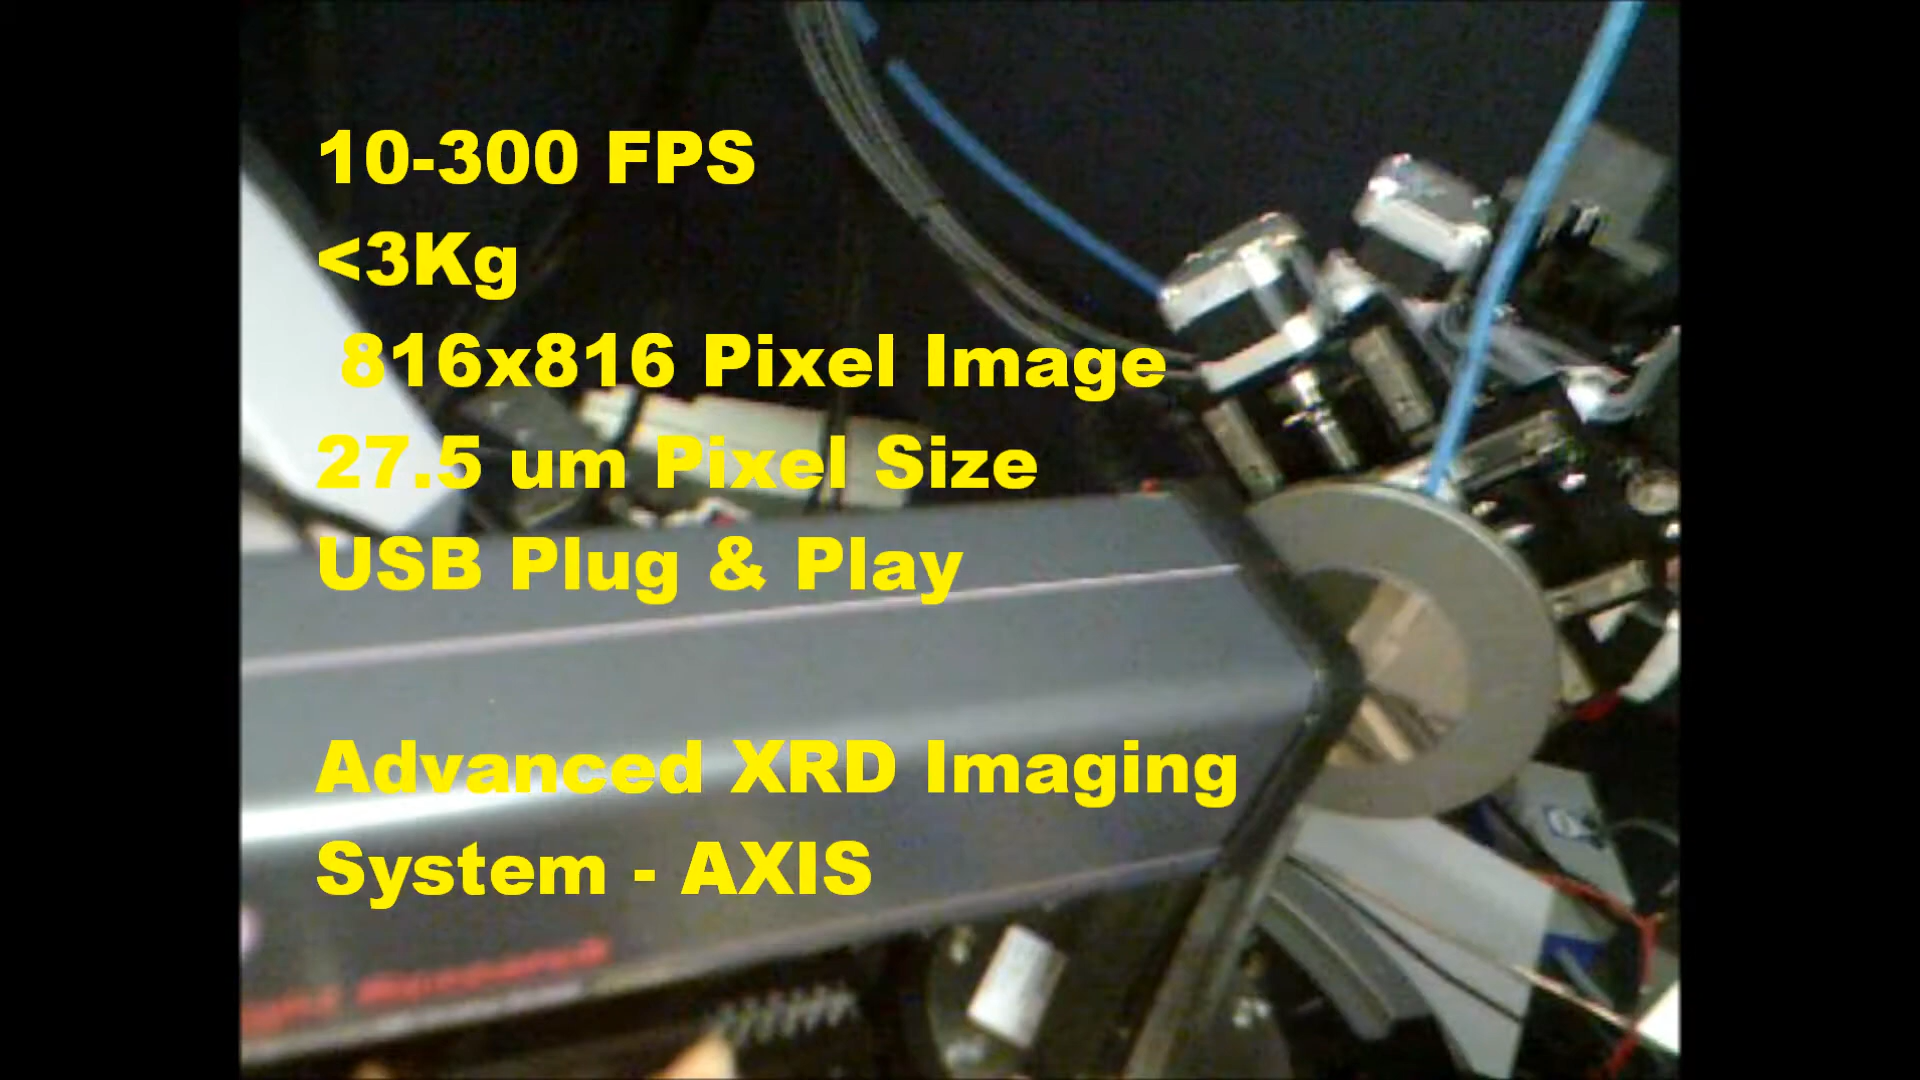 10-300 FPS
<3Kg
816x816 Pixel Image
27.5 um Pixel Size
USB Plug & Play
Advanced XRD Imaging
System - AXIS